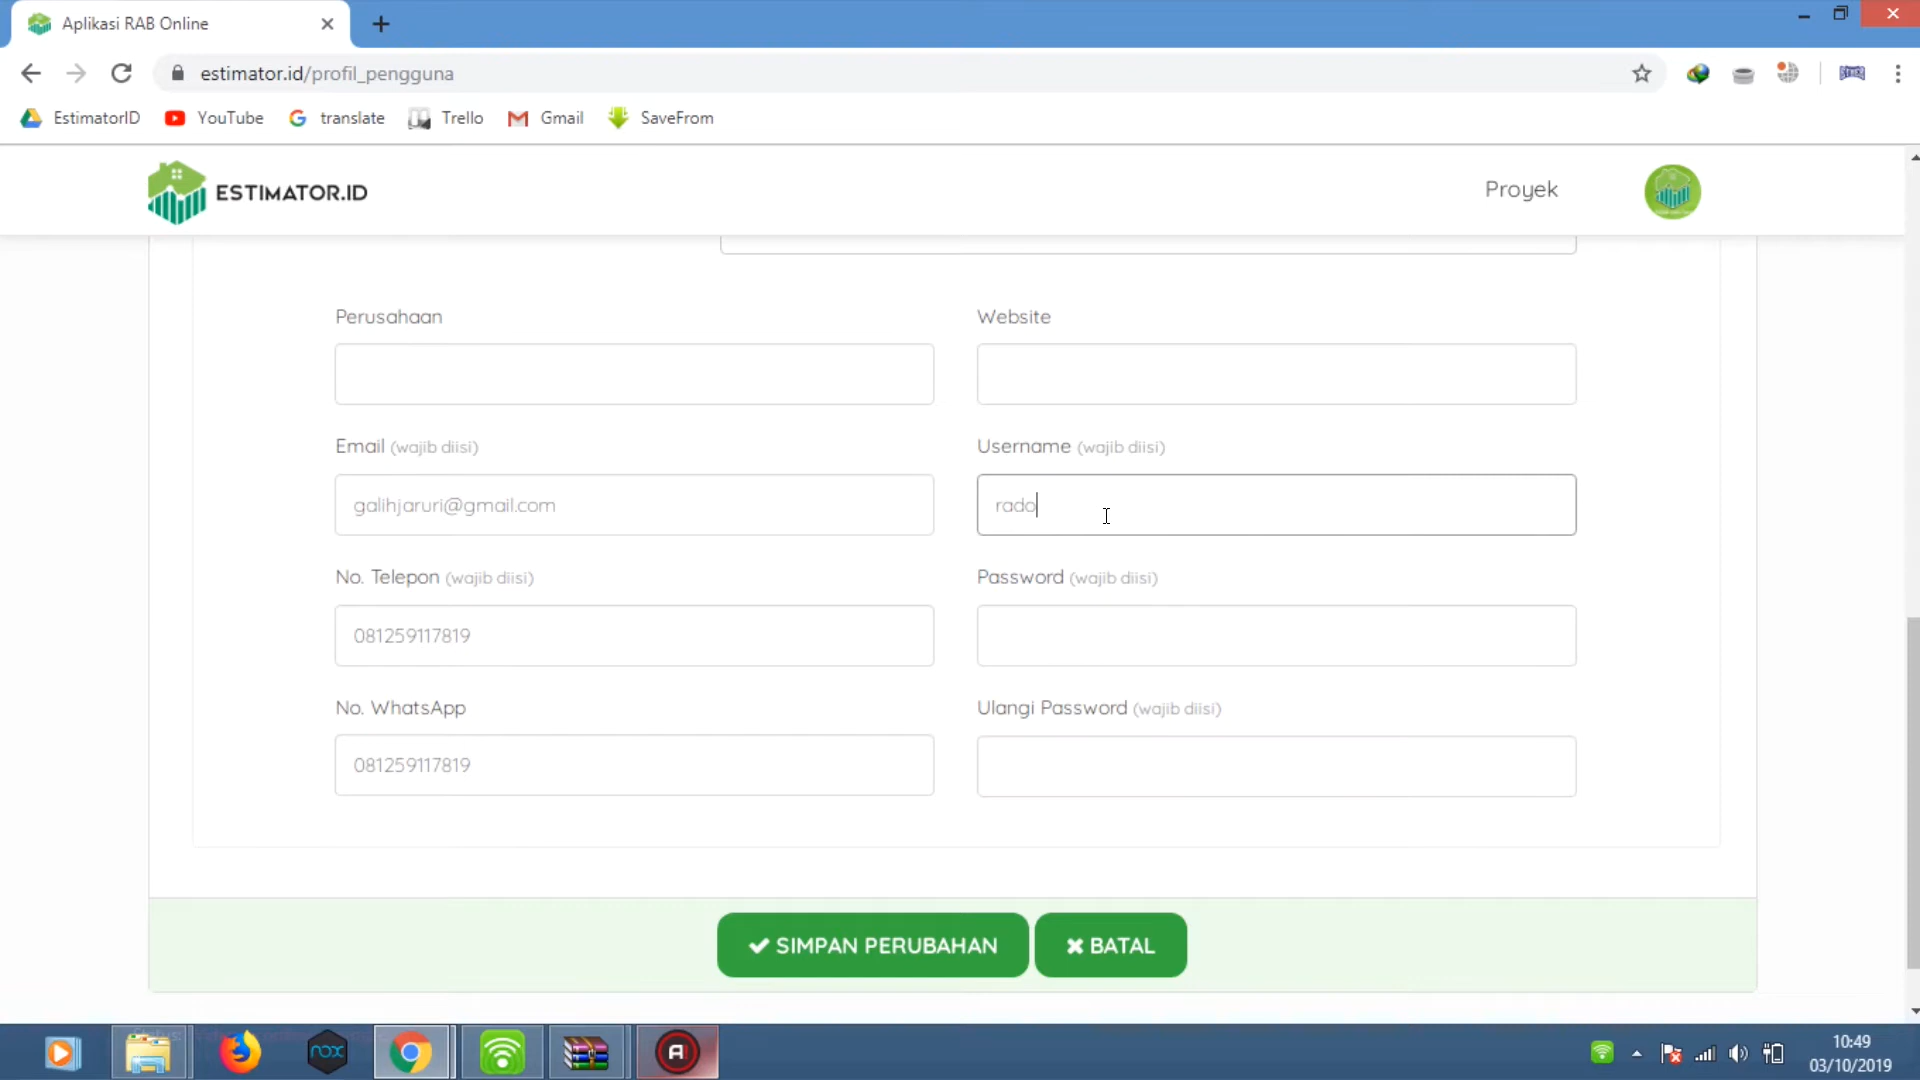 Aplikasi RAB Online
estimator.id/profil_pengguna
EstimatorID YouTube translate Trello Gmail SaveFrom
ESTIMATOR.ID
Proyek
Perusahaan
Website
Email (wajib diisi)
Username (wajib diisi)
galihjaruri@gmail.com
rado
No. Telepon (wajib diisi)
Password (wajib diisi)
081259117819
No. WhatsApp
Ulangi Password (wajib diisi)
081259117819
SIMPAN PERUBAHAN
BATAL
nox
10:49
03/10/2019